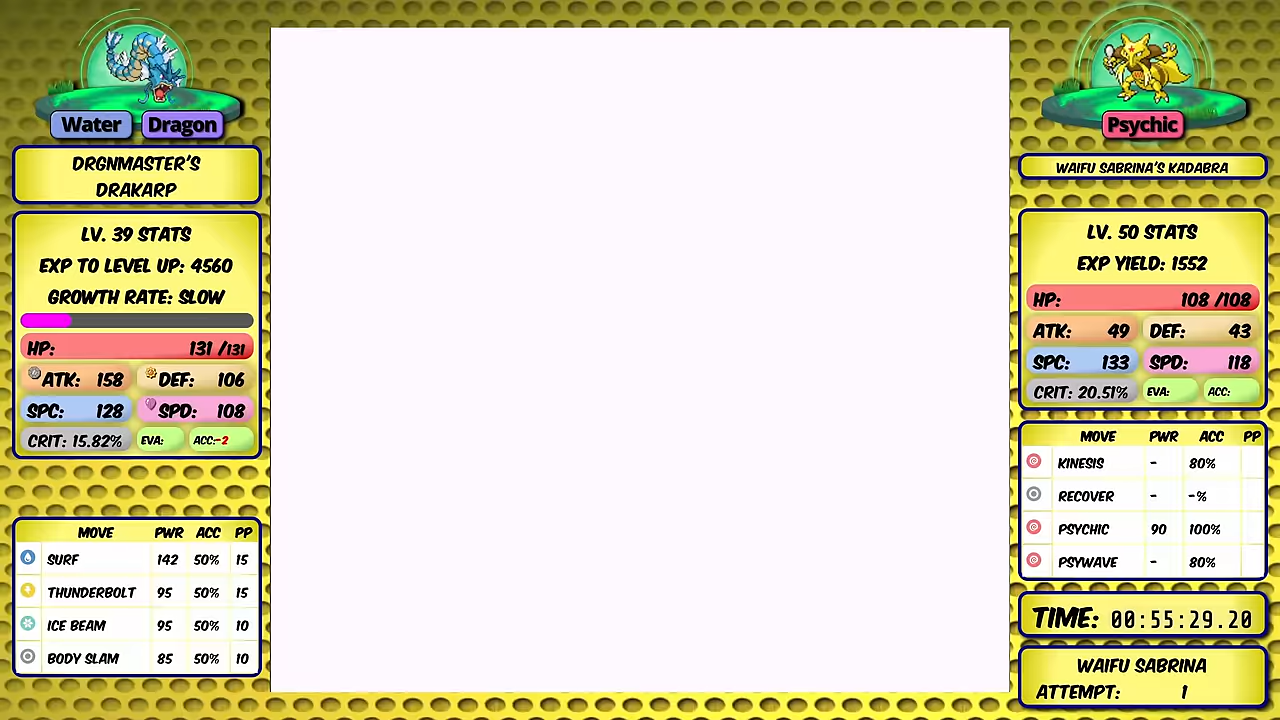 Water Dragon
DRGNMASTER'S
DRAKARP
LV. 39 STATS
EXP TO LEVEL UP: 4560
GROWTH RATE: SLOW
HP: 131 /131
ATK: 158 DEF: 106
SPC: 128 SPD: 108
CRIT: 15.82% EVA: ACC:-2
MOVE PWR ACC PP
SURF 142 50% 15
THUNDERBOLT 95 50% 15
ICE BEAM 95 50% 10
BODY SLAM 85 50% 10
Psychic
WAIFU SABRINA'S KADABRA
LV. 50 STATS
EXP YIELD: 1552
HP: 108 /108
ATK: 49 DEF: 43
SPC: 133 SPD: 118
CRIT: 20.51% EVA: ACC:
MOVE PWR ACC PP
KINESIS - 80%
RECOVER - -%
PSYCHIC 90 100%
PSYWAVE - 80%
TIME: 00:55:29.20
WAIFU SABRINA
ATTEMPT: 1